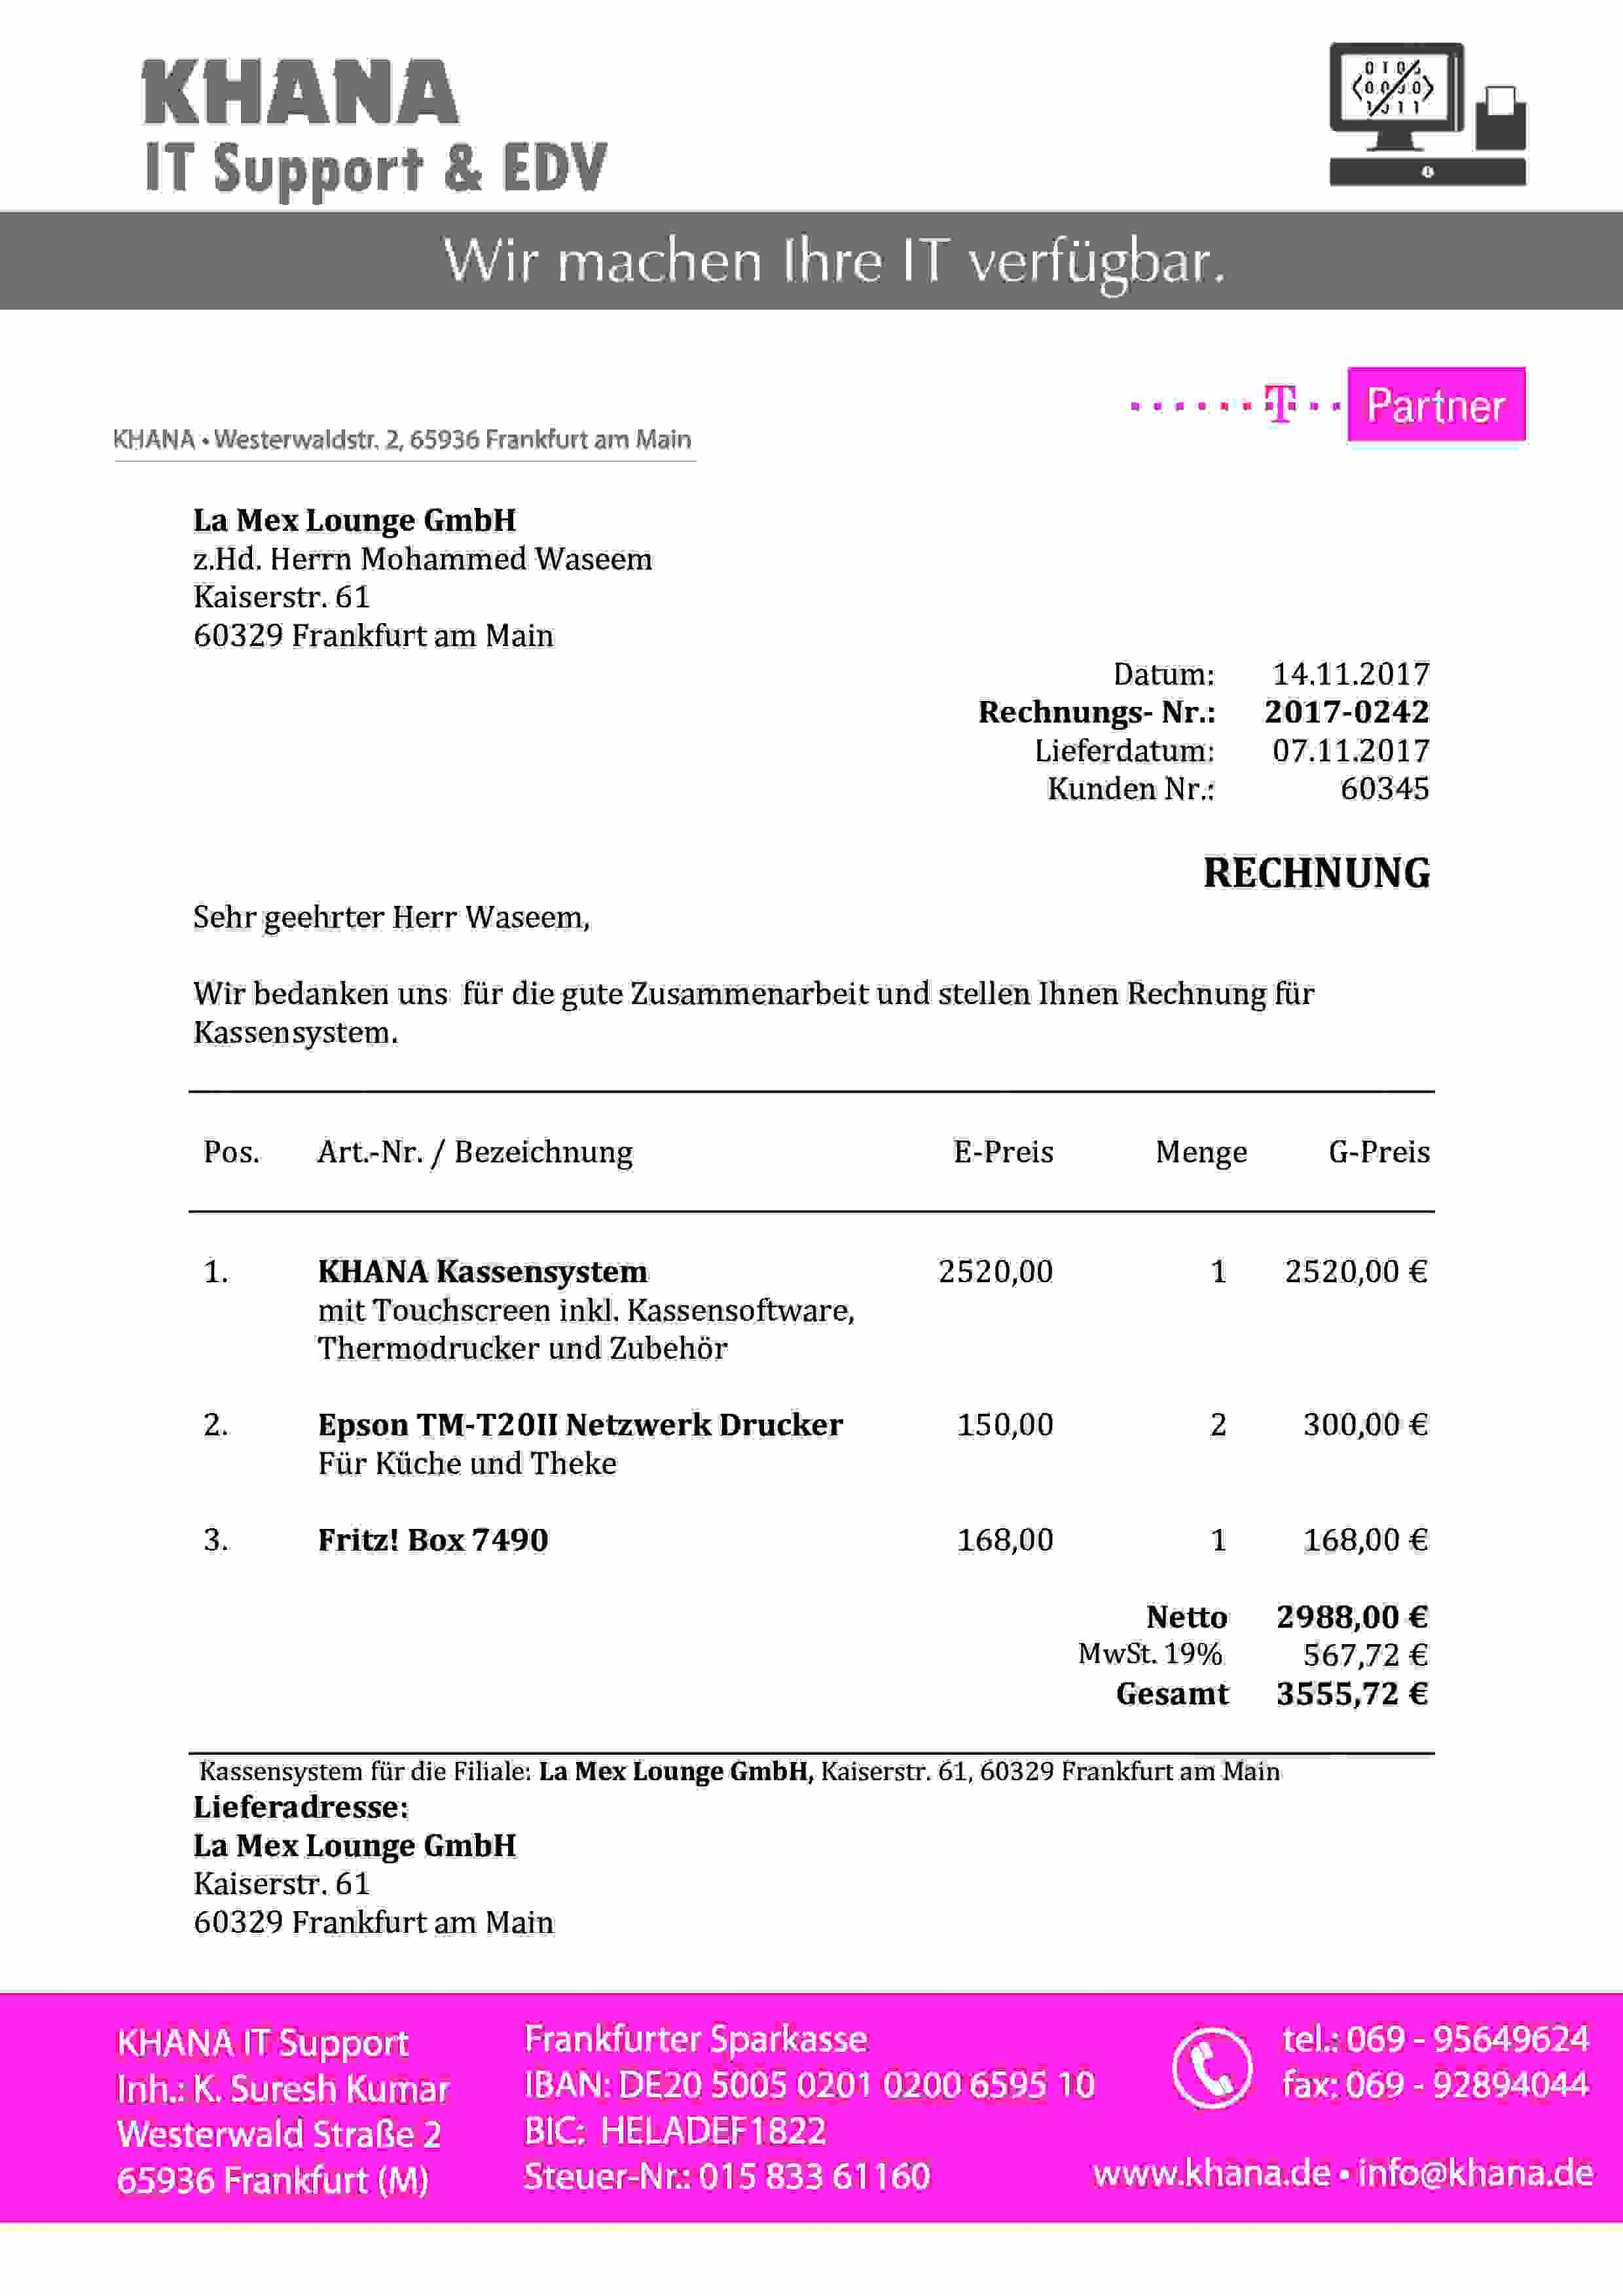 KHANA
IT Support & EDV
Wir machen Ihre IT verfügbar.
T Partner
KHANA • Westerwaldstr. 2, 65936 Frankfurt am Main
La Mex Lounge GmbH
z.Hd. Herrn Mohammed Waseem
Kaiserstr. 61
60329 Frankfurt am Main
Datum: 14.11.2017
Rechnungs- Nr.: 2017-0242
Lieferdatum: 07.11.2017
Kunden Nr.: 60345
RECHNUNG
Sehr geehrter Herr Waseem,
Wir bedanken uns für die gute Zusammenarbeit und stellen Ihnen Rechnung für
Kassensystem.
Pos. Art.-Nr. / Bezeichnung E-Preis Menge G-Preis
1. KHANA Kassensystem 2520,00 1 2520,00 €
mit Touchscreen inkl. Kassensoftware,
Thermodrucker und Zubehör
2. Epson TM-T20II Netzwerk Drucker 150,00 2 300,00 €
Für Küche und Theke
3. Fritz! Box 7490 168,00 1 168,00 €
Netto 2988,00 €
MwSt. 19% 567,72 €
Gesamt 3555,72 €
Kassensystem für die Filiale: La Mex Lounge GmbH, Kaiserstr. 61, 60329 Frankfurt am Main
Lieferadresse:
La Mex Lounge GmbH
Kaiserstr. 61
60329 Frankfurt am Main
KHANA IT Support
Inh.: K. Suresh Kumar
Westerwald Straße 2
65936 Frankfurt (M)
Frankfurter Sparkasse
IBAN: DE20 5005 0201 0200 6595 10
BIC: HELADEF1822
Steuer-Nr.: 015 833 61160
tel.: 069 - 95649624
fax: 069 - 92894044
www.khana.de • info@khana.de